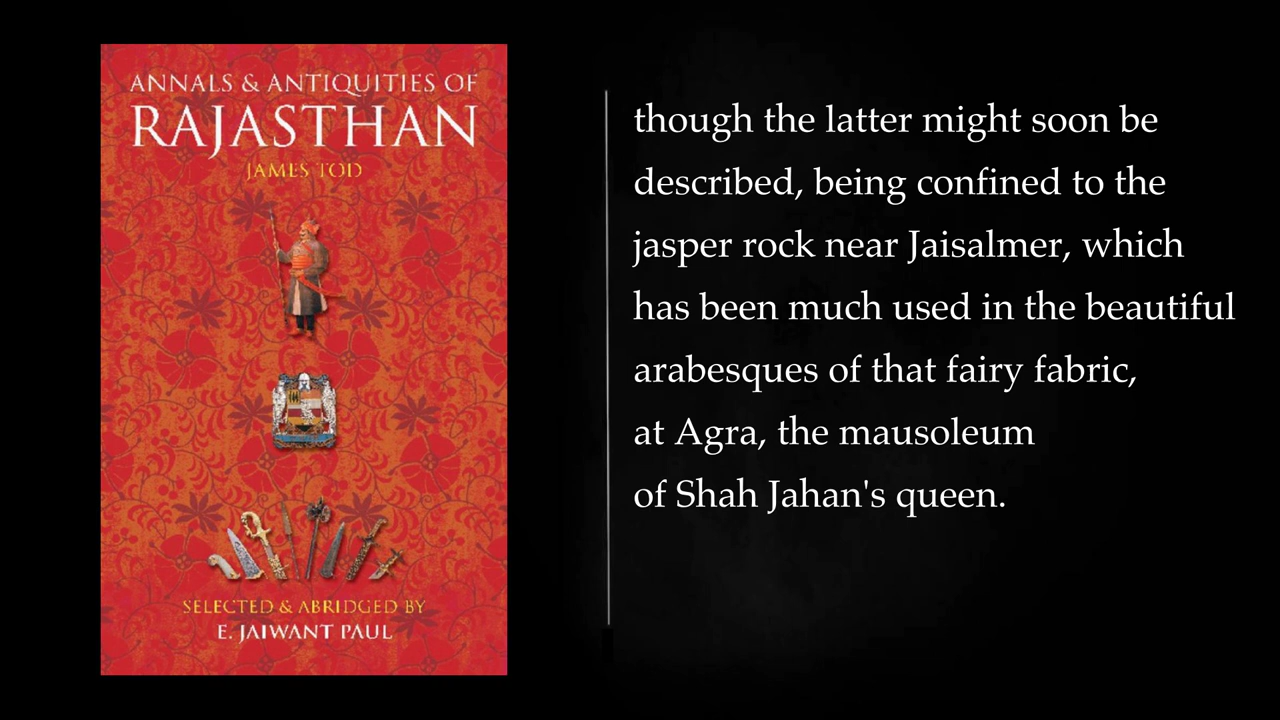 ANNALS & ANTIQUITIES OF
RAJASTHAN
JAMES TOD
SELECTED & ABRIDGED BY
E. JAIWANT PAUL
though the latter might soon be
described, being confined to the
jasper rock near Jaisalmer, which
has been much used in the beautiful
arabesques of that fairy fabric,
at Agra, the mausoleum
of Shah Jahan's queen.